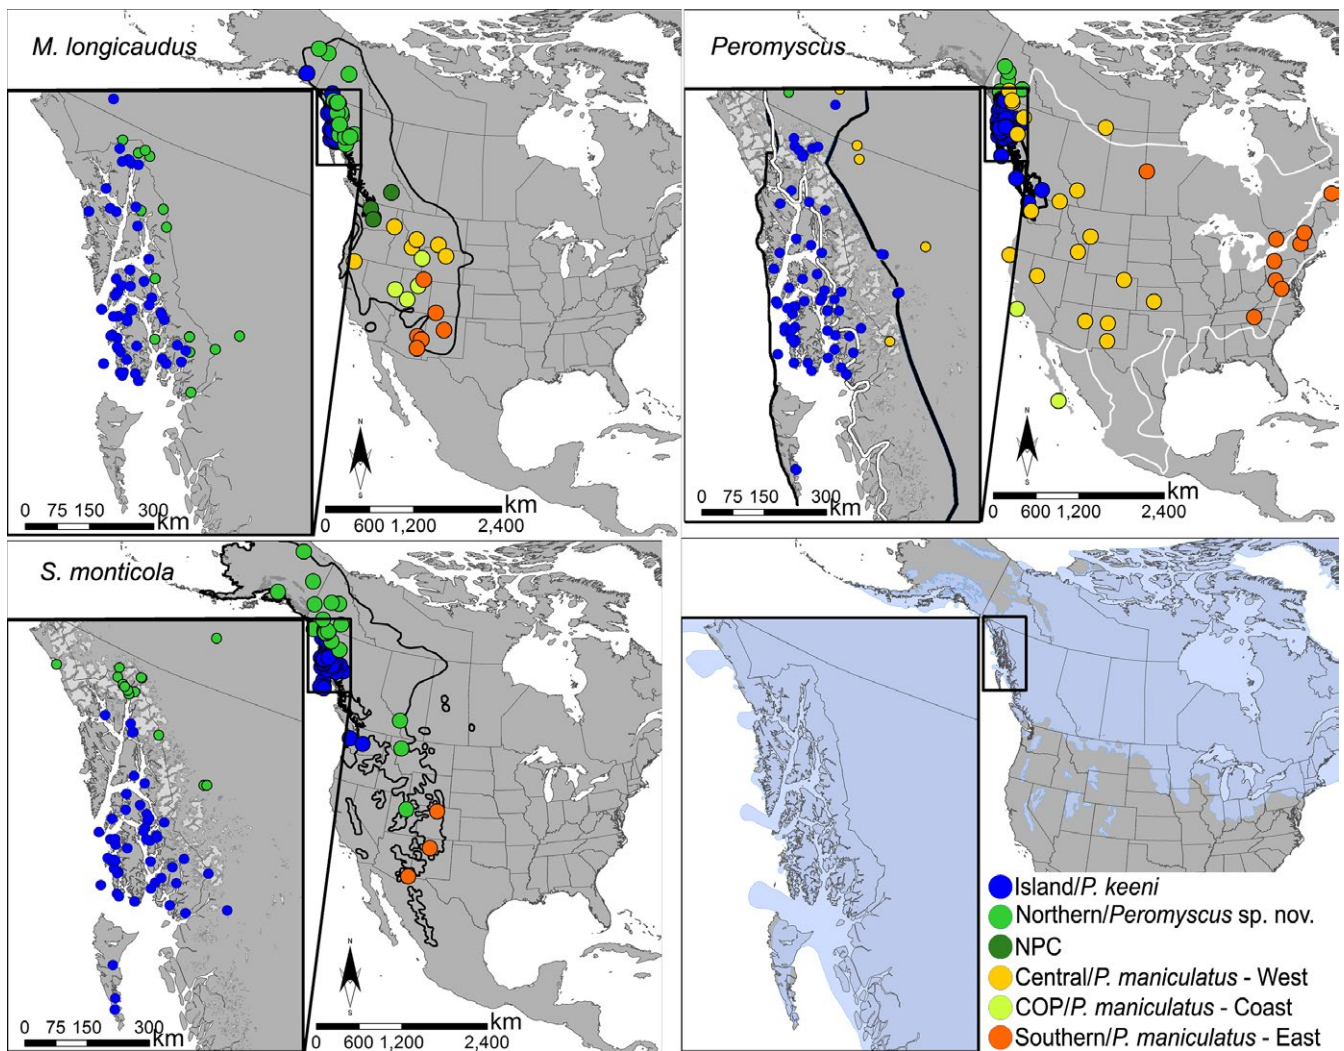 M. longicaudus
N
S
0 75 150 300
km
km
0 600 1,200 2,400
Peromyscus
N
S
0 75 150 300
km
km
0 600 1,200 2,400
S. monticola
N
S
0 75 150 300
km
km
0 600 1,200 2,400
Island/P. keeni
Northern/Peromyscus sp. nov.
NPC
Central/P. maniculatus - West
COP/P. maniculatus - Coast
Southern/P. maniculatus - East